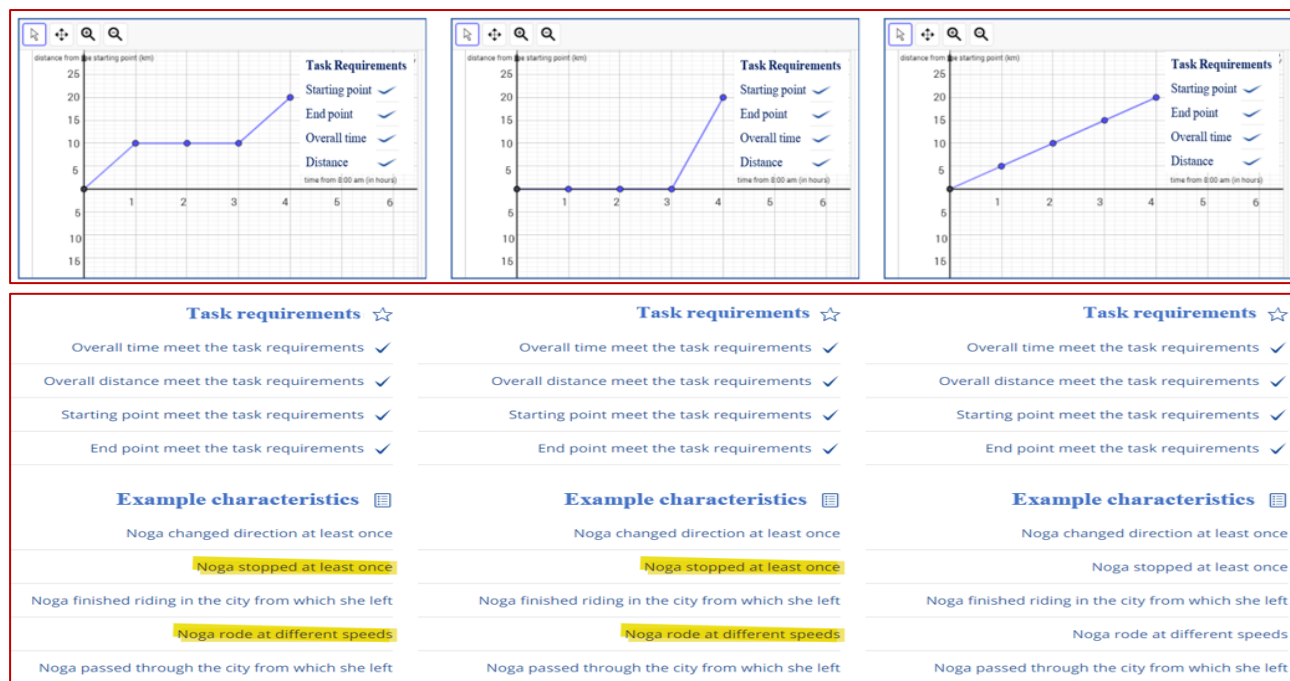 distance from the starting point (km)
Task Requirements
Starting point
End point
Overall time
Distance
time from 8:00 am (in hours)
25
20
15
10
5
5
10
15
1 2 3 4 5 6
distance from the starting point (km)
Task Requirements
Starting point
End point
Overall time
Distance
time from 8:00 am (in hours)
25
20
15
10
5
5
10
15
1 2 3 4 5 6
distance from the starting point (km)
Task Requirements
Starting point
End point
Overall time
Distance
time from 8:00 am (in hours)
25
20
15
10
5
5
10
15
1 2 3 4 5 6
Task requirements
Overall time meet the task requirements
Overall distance meet the task requirements
Starting point meet the task requirements
End point meet the task requirements
Example characteristics
Noga changed direction at least once
Noga stopped at least once
Noga finished riding in the city from which she left
Noga rode at different speeds
Noga passed through the city from which she left
Task requirements
Overall time meet the task requirements
Overall distance meet the task requirements
Starting point meet the task requirements
End point meet the task requirements
Example characteristics
Noga changed direction at least once
Noga stopped at least once
Noga finished riding in the city from which she left
Noga rode at different speeds
Noga passed through the city from which she left
Task requirements
Overall time meet the task requirements
Overall distance meet the task requirements
Starting point meet the task requirements
End point meet the task requirements
Example characteristics
Noga changed direction at least once
Noga stopped at least once
Noga finished riding in the city from which she left
Noga rode at different speeds
Noga passed through the city from which she left